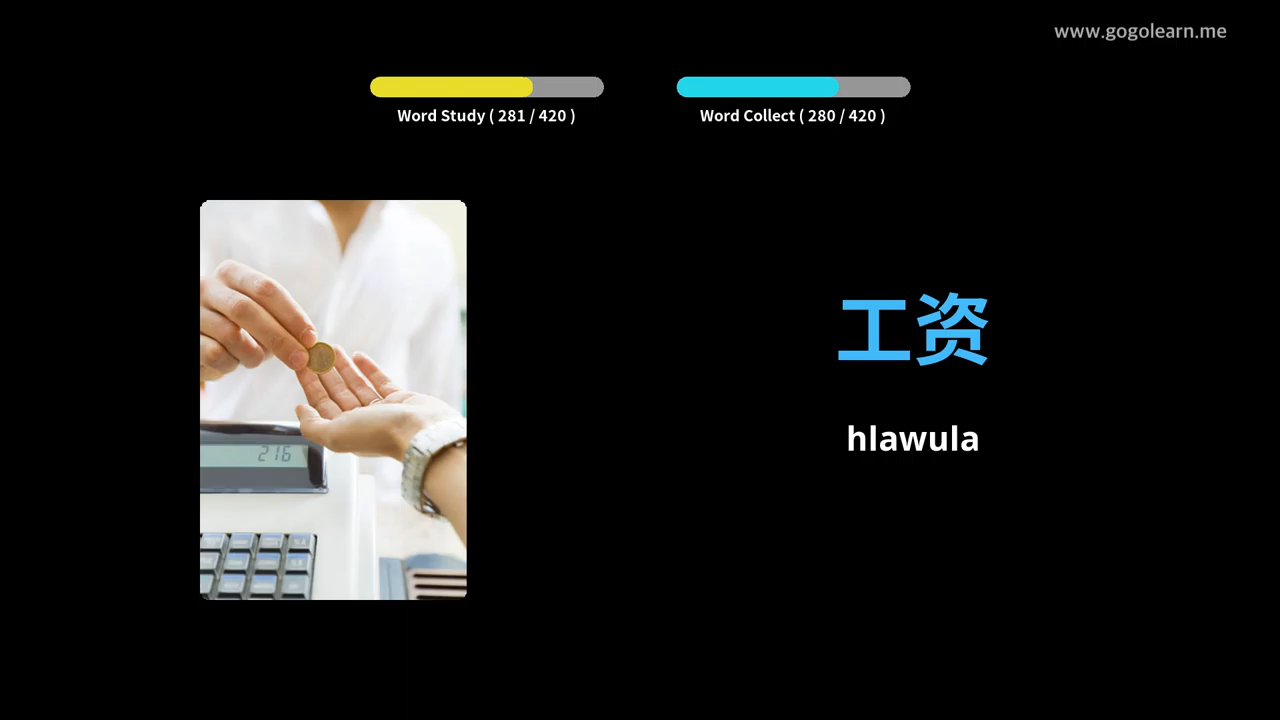 www.gogolearn.me
Word Study ( 281 / 420 )
Word Collect ( 280 / 420 )
工资
hlawula
216